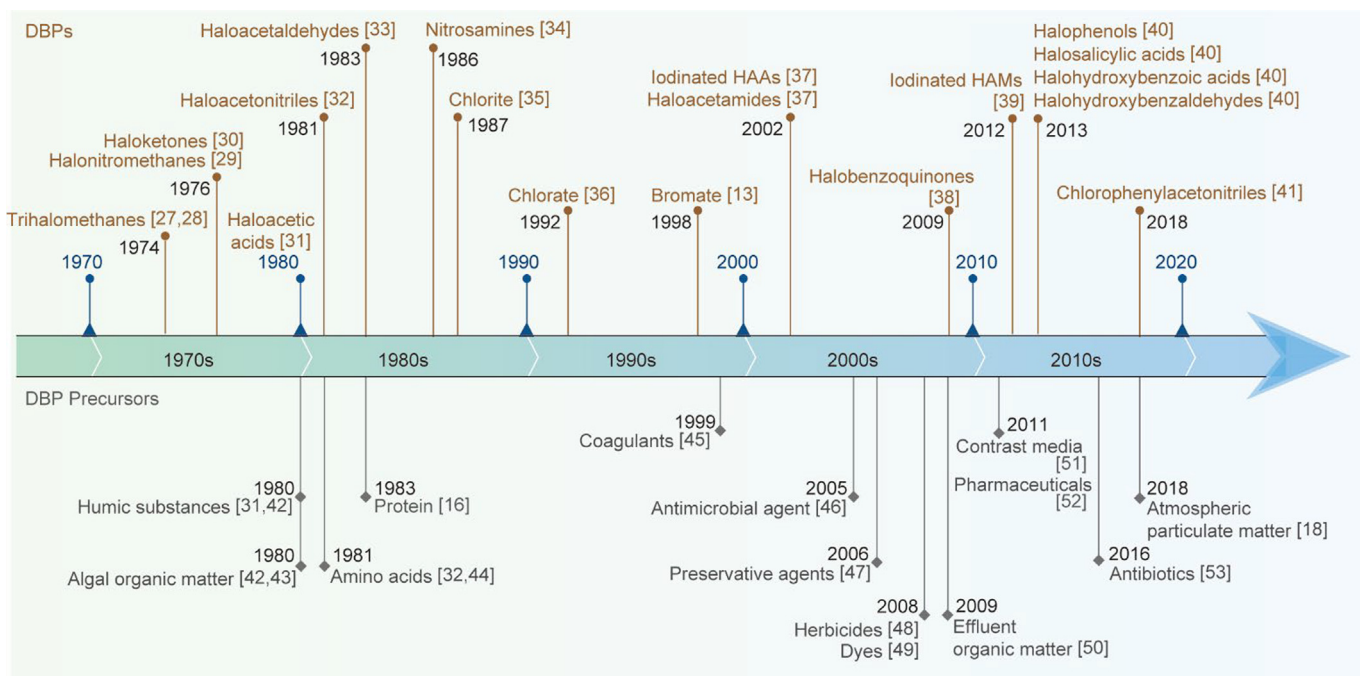 DBPs
Haloacetaldehydes [33]
1983
Nitrosamines [34]
1986
Halophenols [40]
Halosalicylic acids [40]
Halohydroxybenzoic acids [40]
Halohydroxybenzaldehydes [40]
2013
Iodinated HAAs [37]
Haloacetamides [37]
2002
Iodinated HAMs
[39]
2012
Haloacetonitriles [32]
1981
Chlorite [35]
1987
Haloketones [30]
Halonitromethanes [29]
1976
Chlorate [36]
1992
Bromate [13]
1998
Halobenzoquinones
[38]
2009
Chlorophenylacetonitriles [41]
2018
Trihalomethanes [27,28]
1974
Haloacetic
acids [31]
1970
1980
1990
2000
2010
2020
1970s
1980s
1990s
2000s
2010s
DBP Precursors
1999
Coagulants [45]
2011
Contrast media
[51]
Pharmaceuticals
[52]
1980
Humic substances [31,42]
1983
Protein [16]
2005
Antimicrobial agent [46]
2018
Atmospheric
particulate matter [18]
1980
Algal organic matter [42,43]
1981
Amino acids [32,44]
2006
Preservative agents [47]
2016
Antibiotics [53]
2008
Herbicides [48]
Dyes [49]
2009
Effluent
organic matter [50]